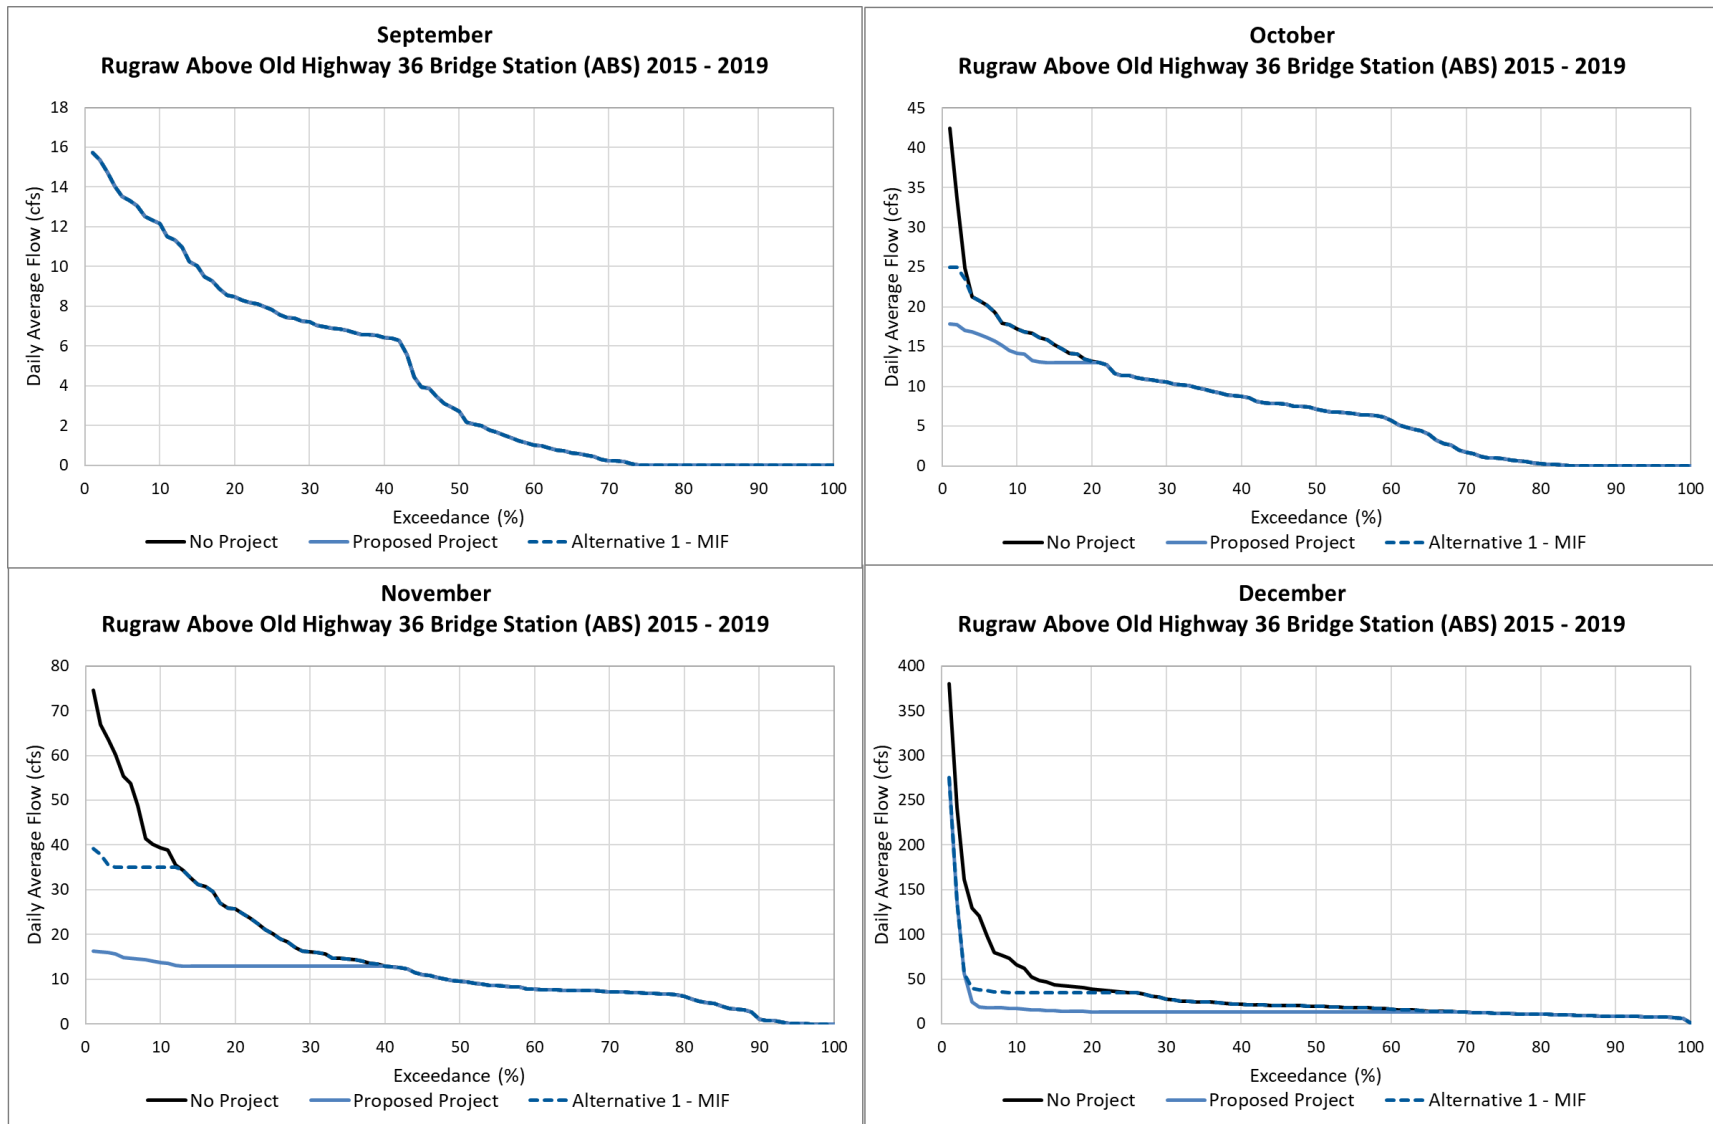 September
Rugraw Above Old Highway 36 Bridge Station (ABS) 2015 - 2019
Daily Average Flow (cfs)
18
16
14
12
10
8
6
4
2
0
0 10 20 30 40 50 60 70 80 90 100
Exceedance (%)
No Project Proposed Project Alternative 1 - MIF
October
Rugraw Above Old Highway 36 Bridge Station (ABS) 2015 - 2019
Daily Average Flow (cfs)
45
40
35
30
25
20
15
10
5
0
0 10 20 30 40 50 60 70 80 90 100
Exceedance (%)
No Project Proposed Project Alternative 1 - MIF
November
Rugraw Above Old Highway 36 Bridge Station (ABS) 2015 - 2019
Daily Average Flow (cfs)
80
70
60
50
40
30
20
10
0
0 10 20 30 40 50 60 70 80 90 100
Exceedance (%)
No Project Proposed Project Alternative 1 - MIF
December
Rugraw Above Old Highway 36 Bridge Station (ABS) 2015 - 2019
Daily Average Flow (cfs)
400
350
300
250
200
150
100
50
0
0 10 20 30 40 50 60 70 80 90 100
Exceedance (%)
No Project Proposed Project Alternative 1 - MIF